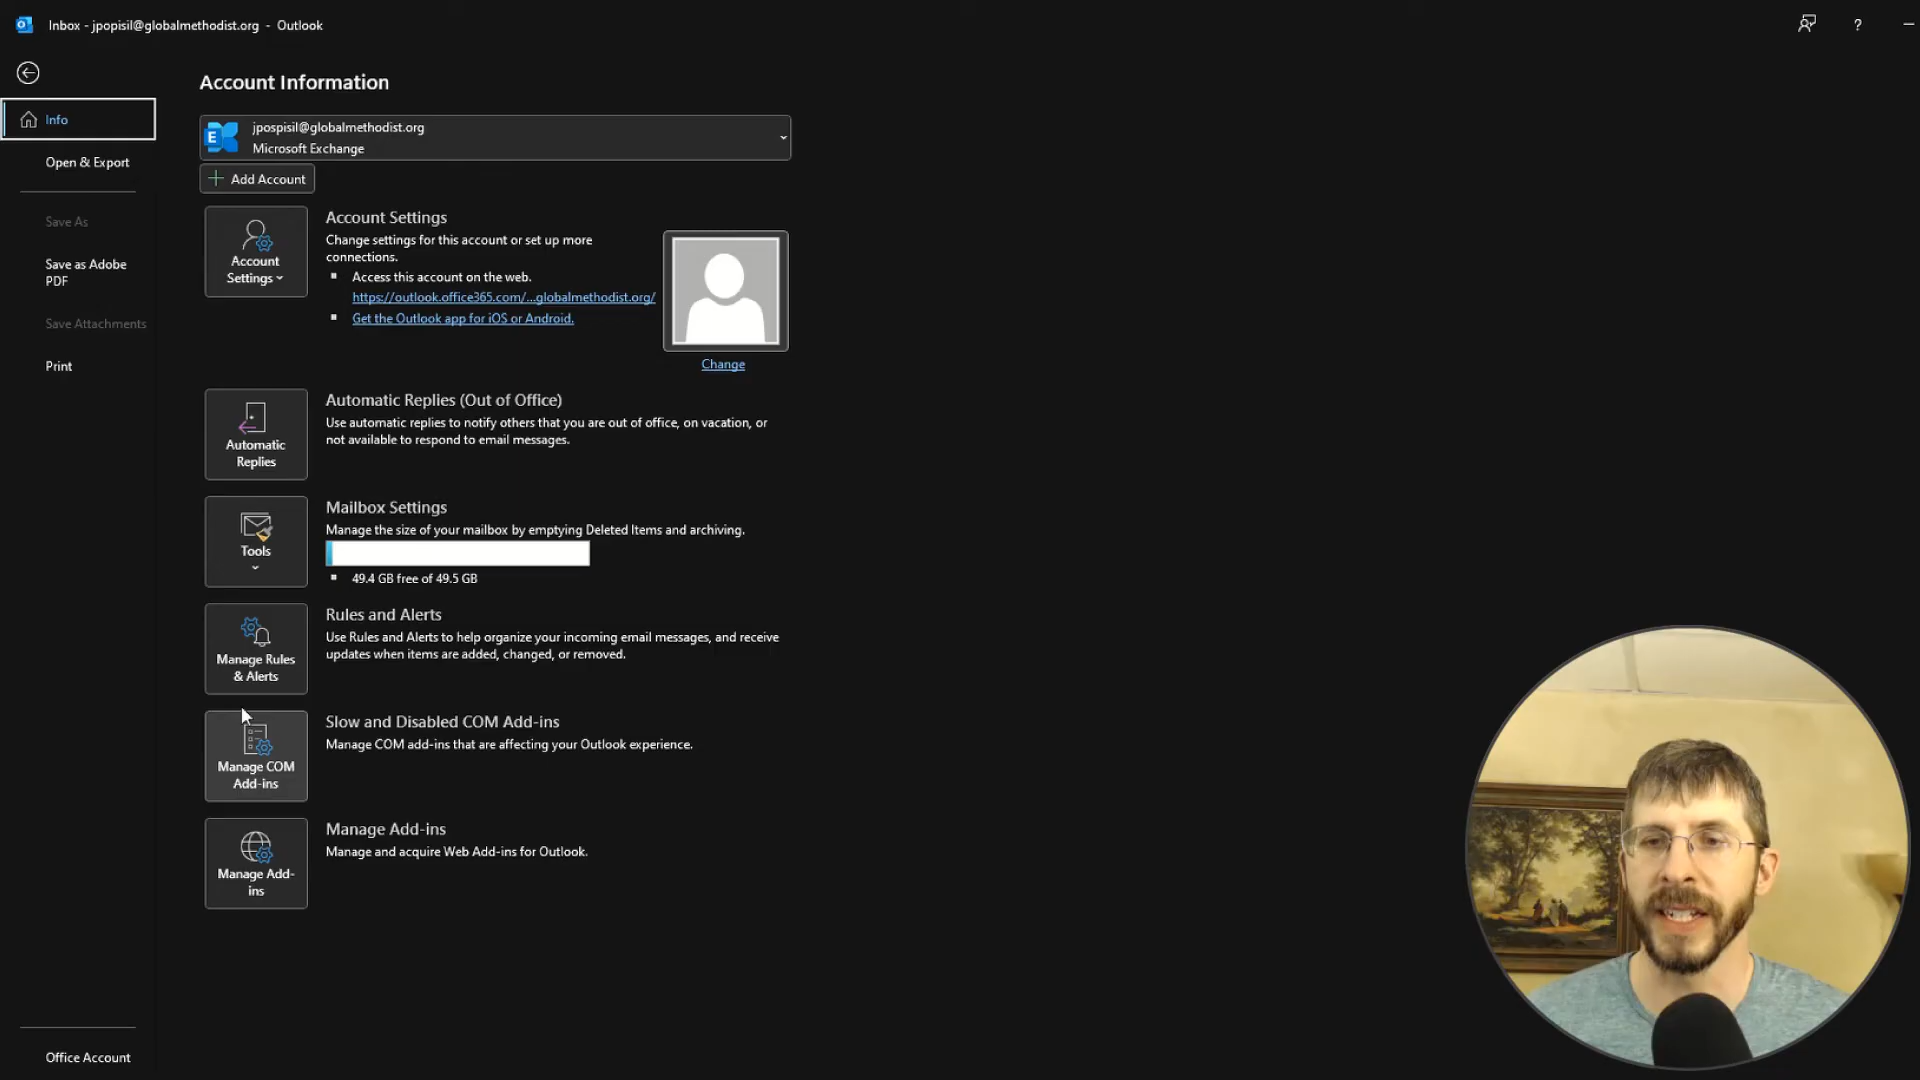 Inbox - jpopisil@globalmethodist.org - Outlook
?
Account Information
Info
jpospisil@globalmethodist.org
E
Microsoft Exchange
Open & Export
Add Account
Save As
Account Settings
Change settings for this account or set up more
connections.
Account
Settings
Access this account on the web.
https://outlook.office365.com/...globalmethodist.org/
Get the Outlook app for iOS or Android.
Save as Adobe
PDF
Save Attachments
Print
Change
Automatic Replies (Out of Office)
Use automatic replies to notify others that you are out of office, on vacation, or
not available to respond to email messages.
Automatic
Replies
Mailbox Settings
Manage the size of your mailbox by emptying Deleted Items and archiving.
Tools
49.4 GB free of 49.5 GB
Rules and Alerts
Use Rules and Alerts to help organize your incoming email messages, and receive
updates when items are added, changed, or removed.
Manage Rules
& Alerts
Slow and Disabled COM Add-ins
Manage COM add-ins that are affecting your Outlook experience.
Manage COM
Add-ins
Manage Add-ins
Manage and acquire Web Add-ins for Outlook.
Manage Add-
ins
Office Account